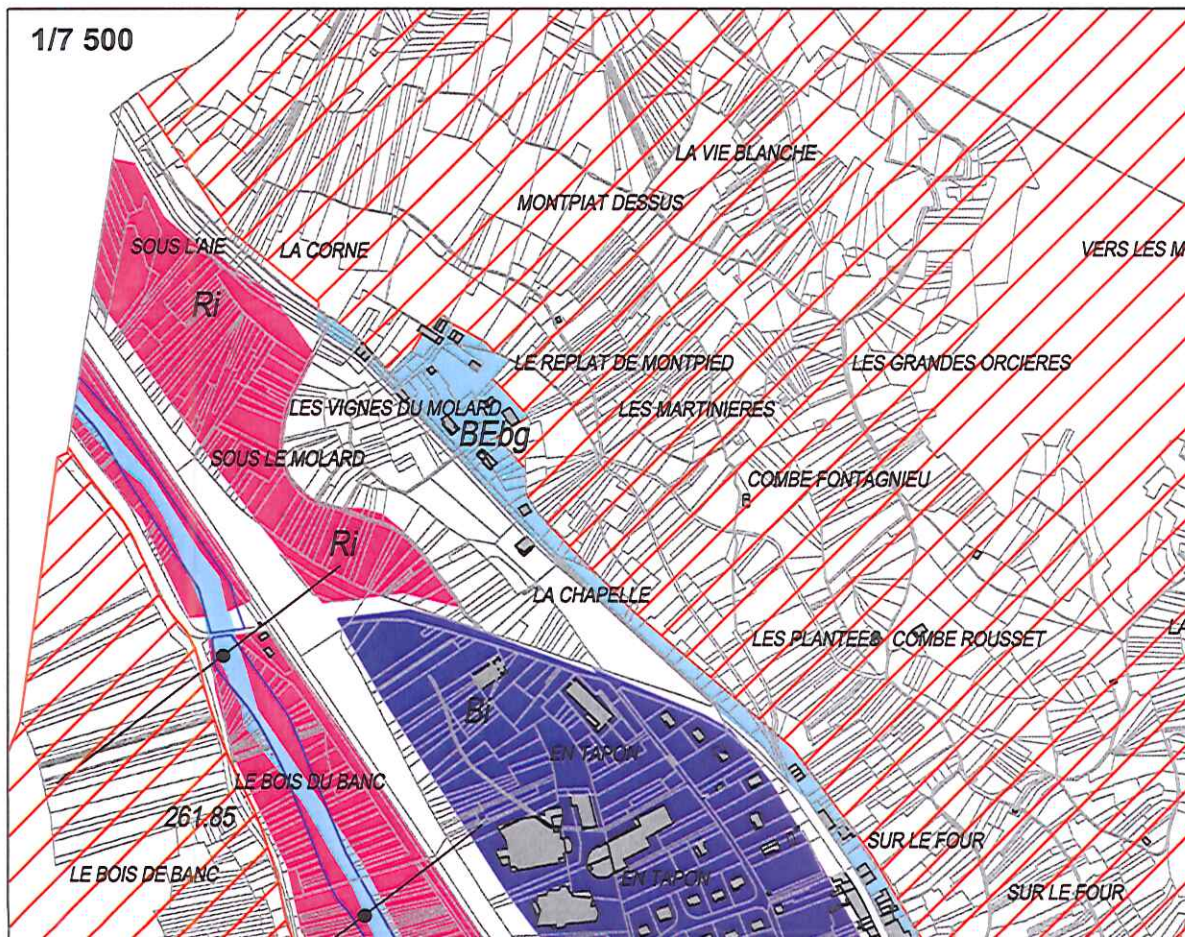 1/7 500
LA VIE BLANCHE
MONTPIAT DESSUS
SOUS L'AIE
LA CORNE
VERS LES M
Ri
LE REPLAT DE MONTPIED
LES GRANDES ORCIERES
LES VIGNES DU MOLARD
LES MARTINIERES
BEbg
SOUS LE MOLARD
COMBE FONTAGNIEU
Ri
LA CHAPELLE
LES PLANTEES
COMBE ROUSSET
LA
Bi
EN TAPON
LE BOIS DU BANC
261.85
SUR LE FOUR
LE BOIS DE BANC
EN TAPON
SUR LE FOUR